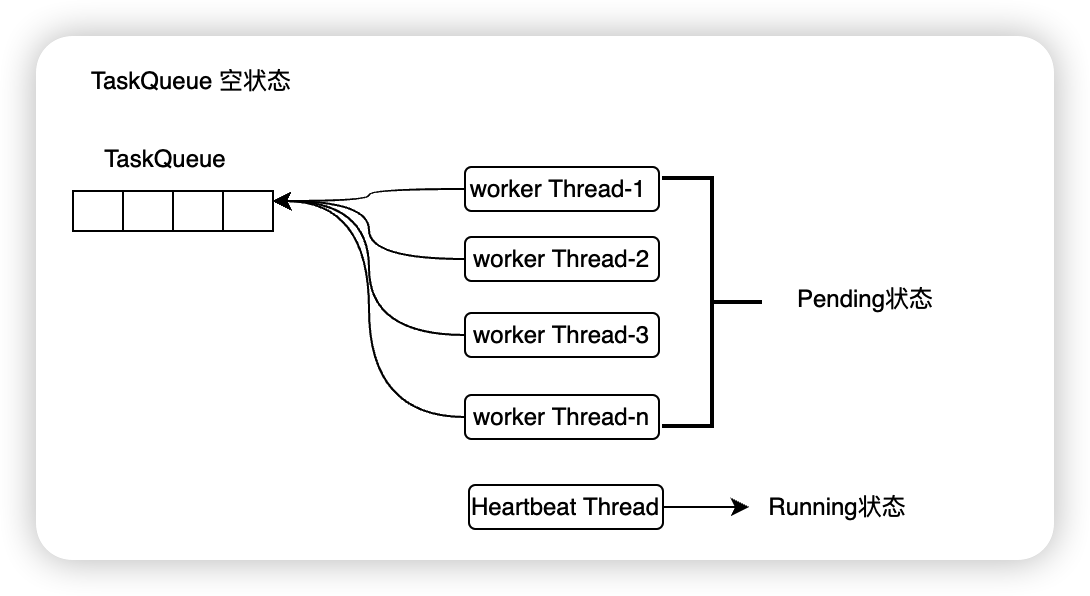 TaskQueue 空状态
TaskQueue
worker Thread-1
worker Thread-2
Pending状态
worker Thread-3
worker Thread-n
Heartbeat Thread
Running状态